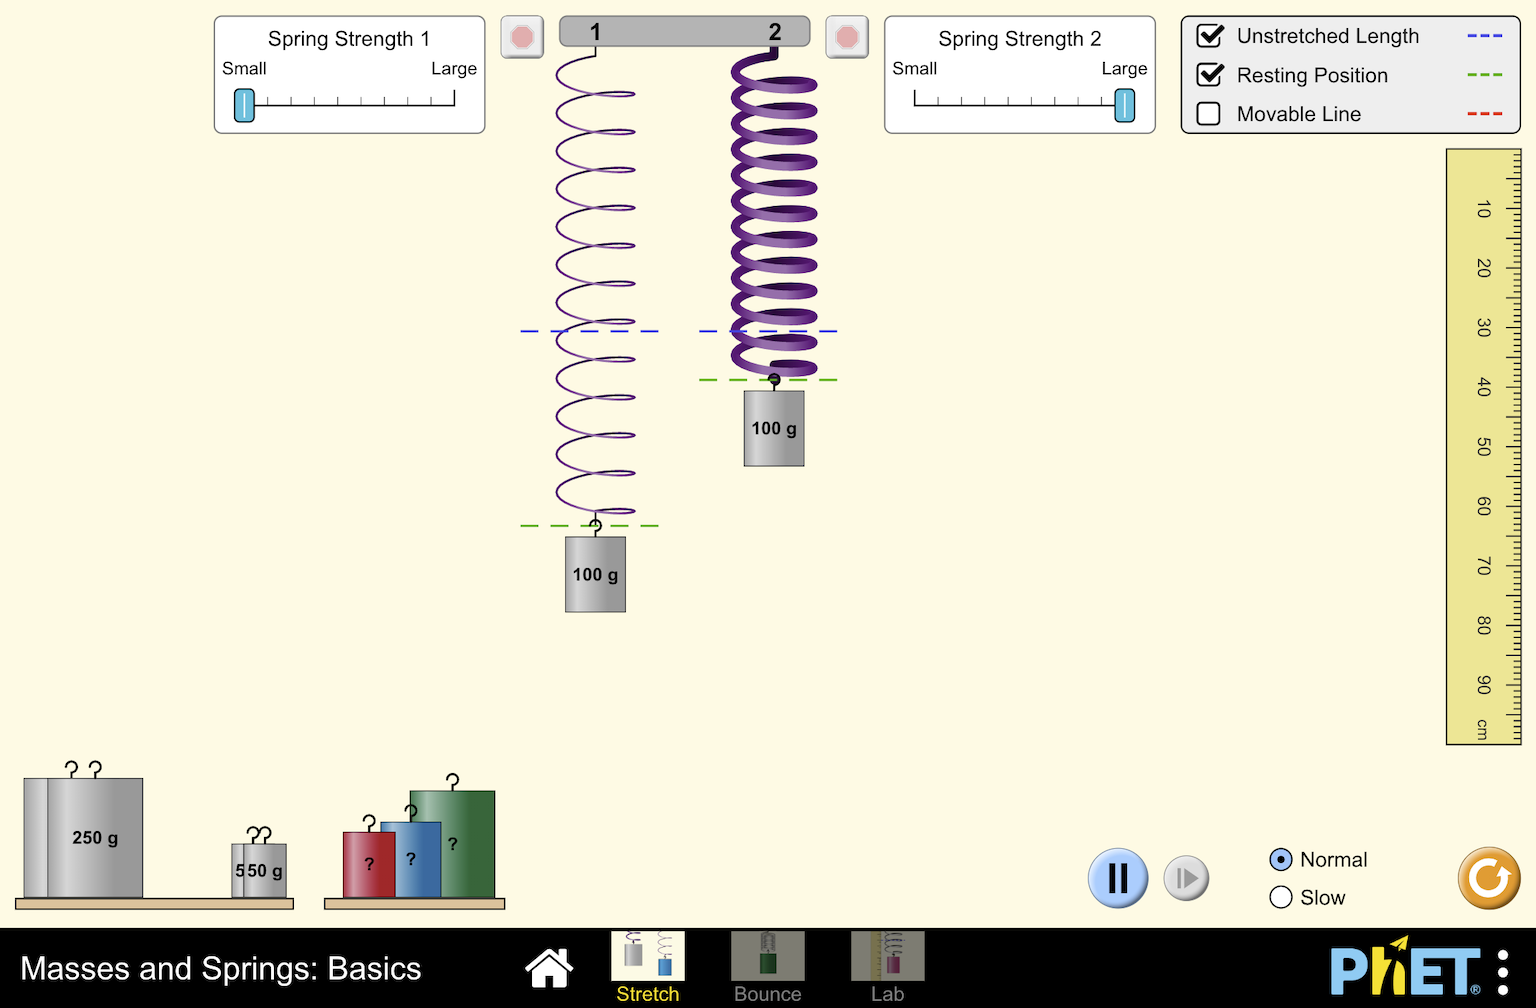 Spring Strength 1
Small Large
1 2
Spring Strength 2
Small Large
Unstretched Length
Resting Position
Movable Line
10
20
30
40
50
60
70
80
90
cm
100 g
100 g
250 g
5 50 g
? ? ?
Normal
Slow
Masses and Springs: Basics
Stretch
Bounce
Lab
PhET®